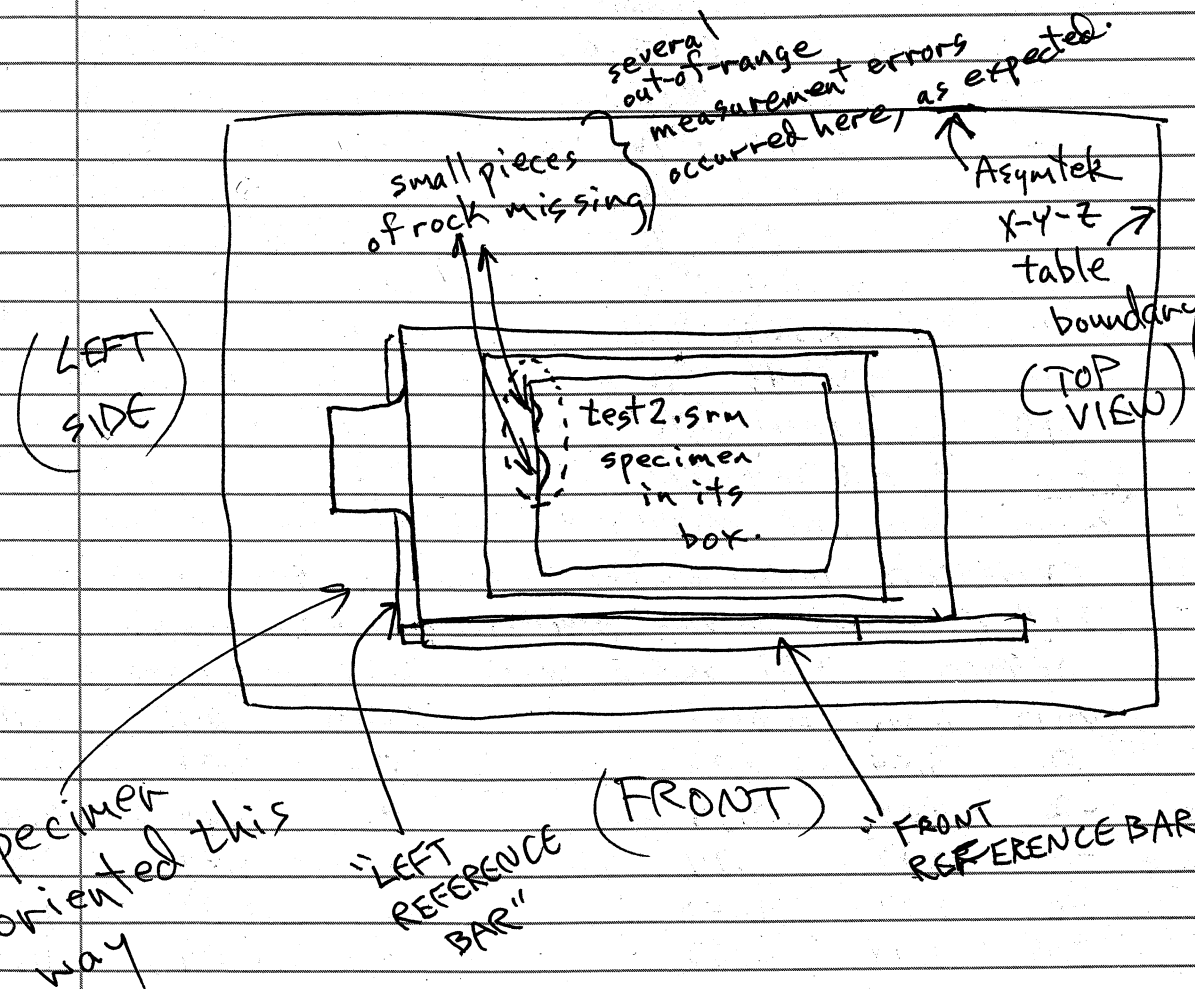 several
out-of-range
measurement errors
occurred here, as expected.
small pieces
of rock missing
Asymtek
X-Y-Z
table
boundary
(TOP
VIEW)
(LEFT
SIDE)
test2.srm
specimen
in its
box.
specimen
oriented this
way
"LEFT
REFERENCE
BAR"
(FRONT)
"FRONT
REFERENCE BAR